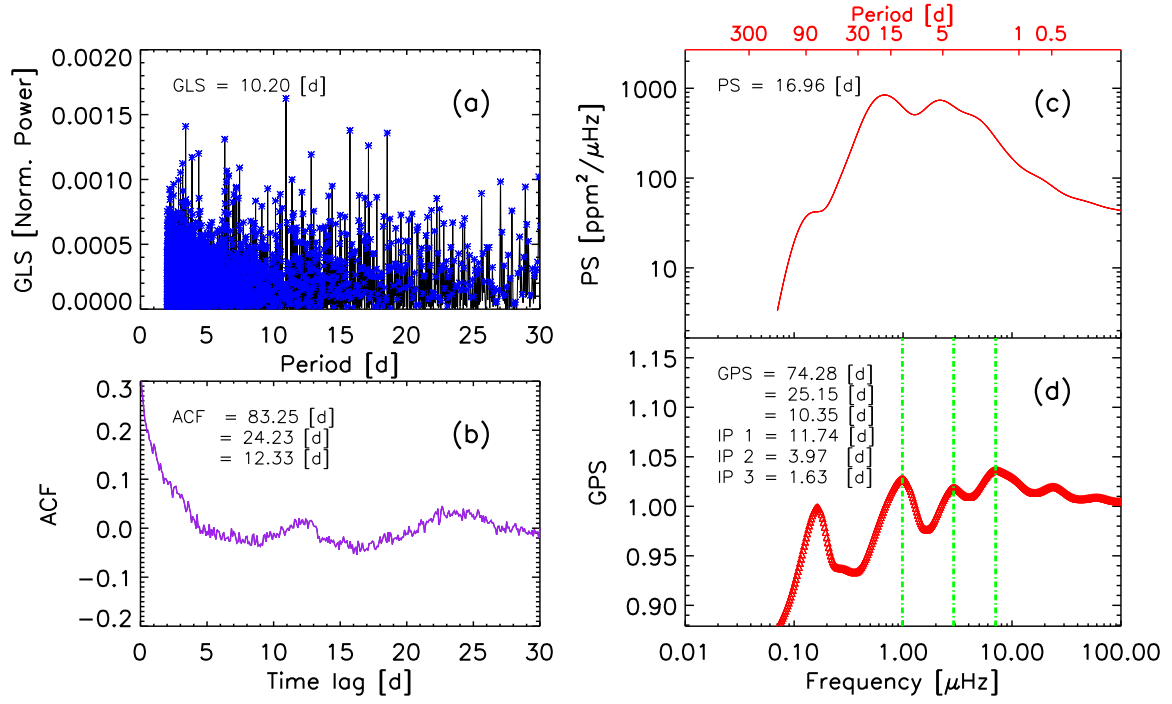 GLS = 10.20 [d]
(a)
GLS [Norm. Power]
0.0020
0.0015
0.0010
0.0005
0.0000
0 5 10 15 20 25 30
Period [d]
ACF = 83.25 [d]
= 24.23 [d]
= 12.33 [d]
(b)
ACF
0.3
0.2
0.1
0.0
-0.1
-0.2
0 5 10 15 20 25 30
Time lag [d]
Period [d]
300 90 30 15 5 1 0.5
PS = 16.96 [d]
(c)
PS [ppm²/μHz]
1000
100
10
GPS = 74.28 [d]
= 25.15 [d]
= 10.35 [d]
IP 1 = 11.74 [d]
IP 2 = 3.97 [d]
IP 3 = 1.63 [d]
(d)
GPS
1.15
1.10
1.05
1.00
0.95
0.90
0.01 0.10 1.00 10.00 100.00
Frequency [μHz]